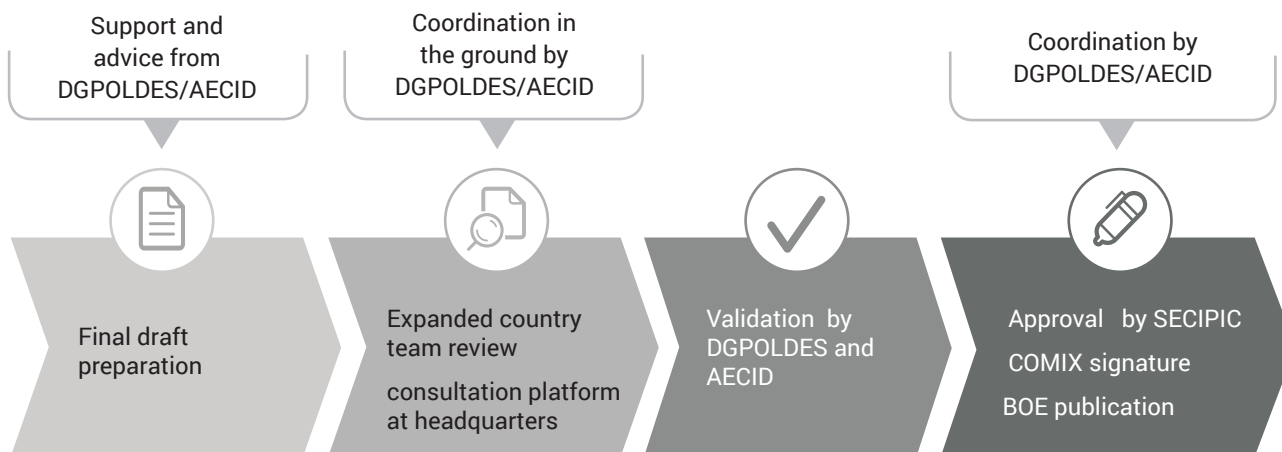 Support and
advice from
DGPOLDES/AECID
Coordination in
the ground by
DGPOLDES/AECID
Coordination by
DGPOLDES/AECID
Final draft
preparation
Expanded country
team review
consultation platform
at headquarters
Validation by
DGPOLDES and
AECID
Approval by SECIPIC
COMIX signature
BOE publication